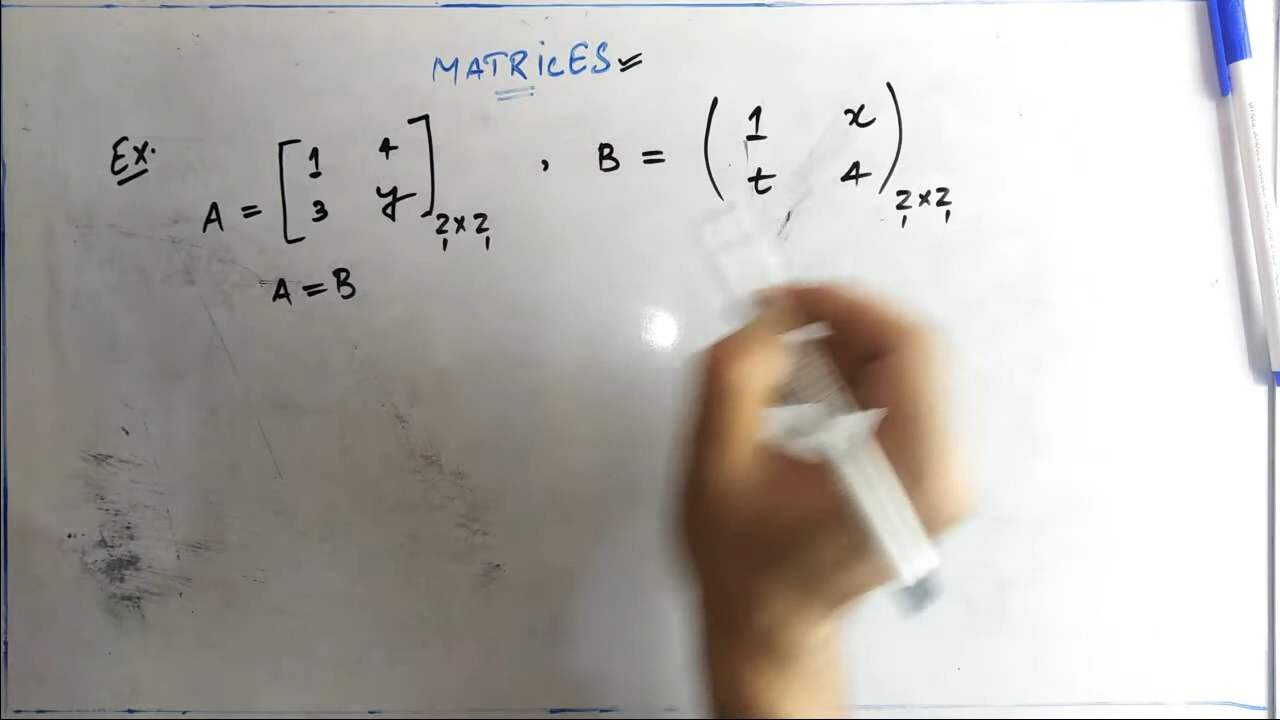 MATRiCES
Ex.
A = [1 4
3 y] 2×2 , B = (1 x
t 4) 2×2
A = B